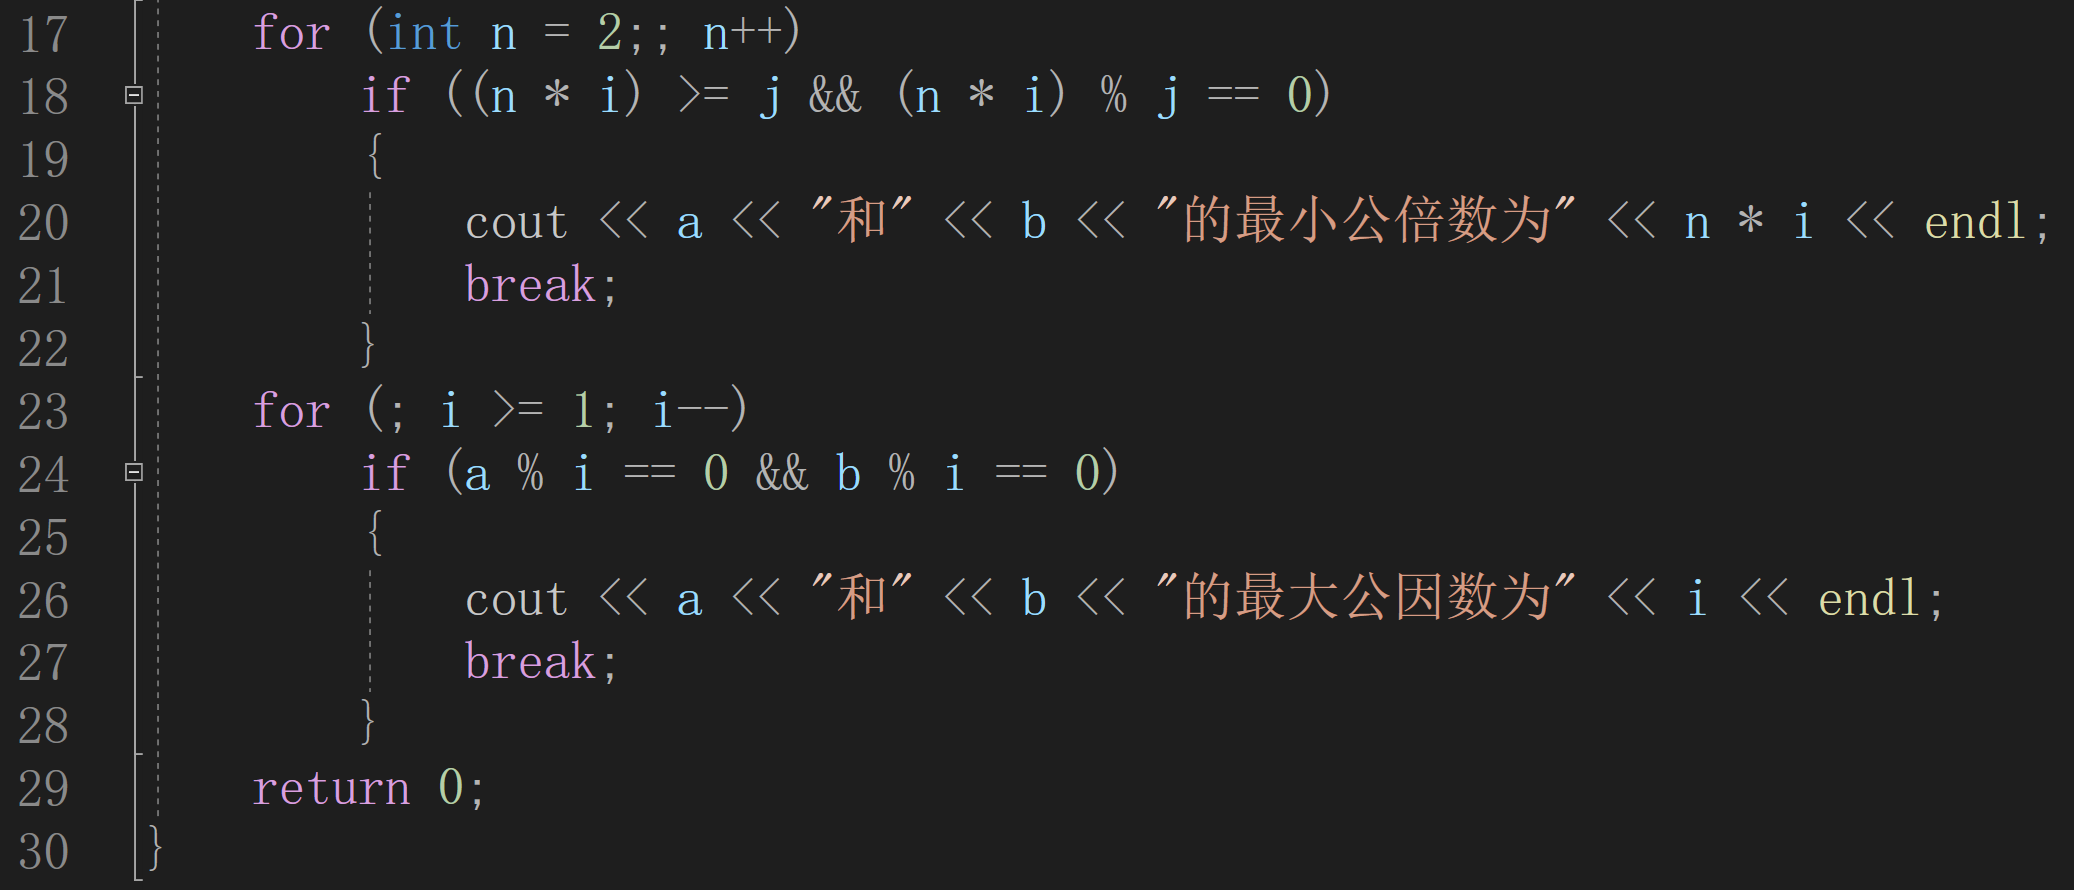 17 for (int n = 2;; n++)
18 if ((n * i) >= j && (n * i) % j == 0)
19 {
20 cout << a << "和" << b << "的最小公倍数为" << n * i << endl;
21 break;
22 }
23 for (; i >= 1; i--)
24 if (a % i == 0 && b % i == 0)
25 {
26 cout << a << "和" << b << "的最大公因数为" << i << endl;
27 break;
28 }
29 return 0;
30 }